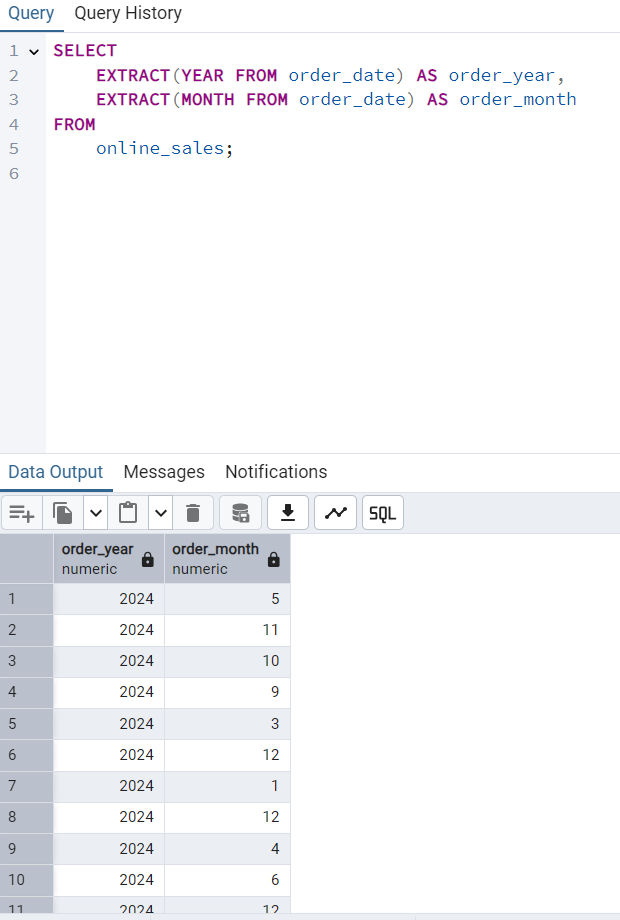 Query Query History
1 SELECT
2 EXTRACT(YEAR FROM order_date) AS order_year,
3 EXTRACT(MONTH FROM order_date) AS order_month
4 FROM
5 online_sales;
6
Data Output Messages Notifications
SQL
order_year order_month
numeric numeric
1 2024 5
2 2024 11
3 2024 10
4 2024 9
5 2024 3
6 2024 12
7 2024 1
8 2024 12
9 2024 4
10 2024 6
11 2024 12